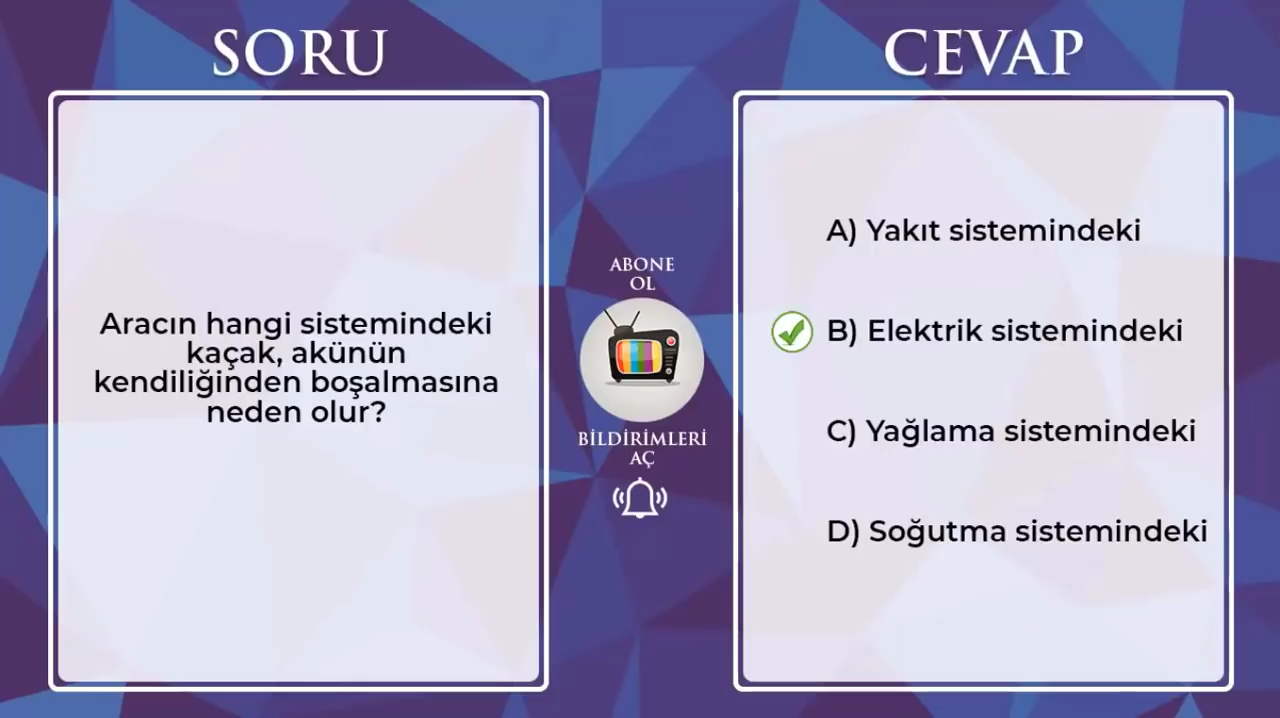 SORU
Aracın hangi sistemindeki
kaçak, akünün
kendiliğinden boşalmasına
neden olur?
ABONE
OL
BİLDİRİMLERİ
AÇ
CEVAP
A) Yakıt sistemindeki
B) Elektrik sistemindeki
C) Yağlama sistemindeki
D) Soğutma sistemindeki